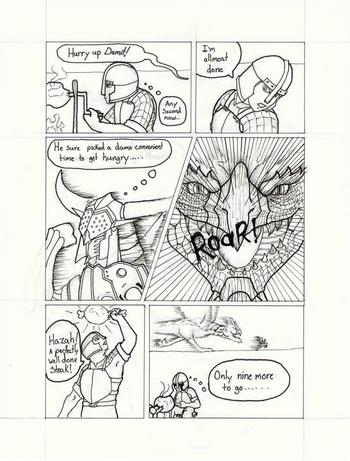 Hurry up Damit!
Any
Second
now...
I'm
allmost
done
He sure picked a damn convenient
time to get hungry.....
ROAR!
Hazah!
A perfectly
well done
Steak!
Only nine more
to go......